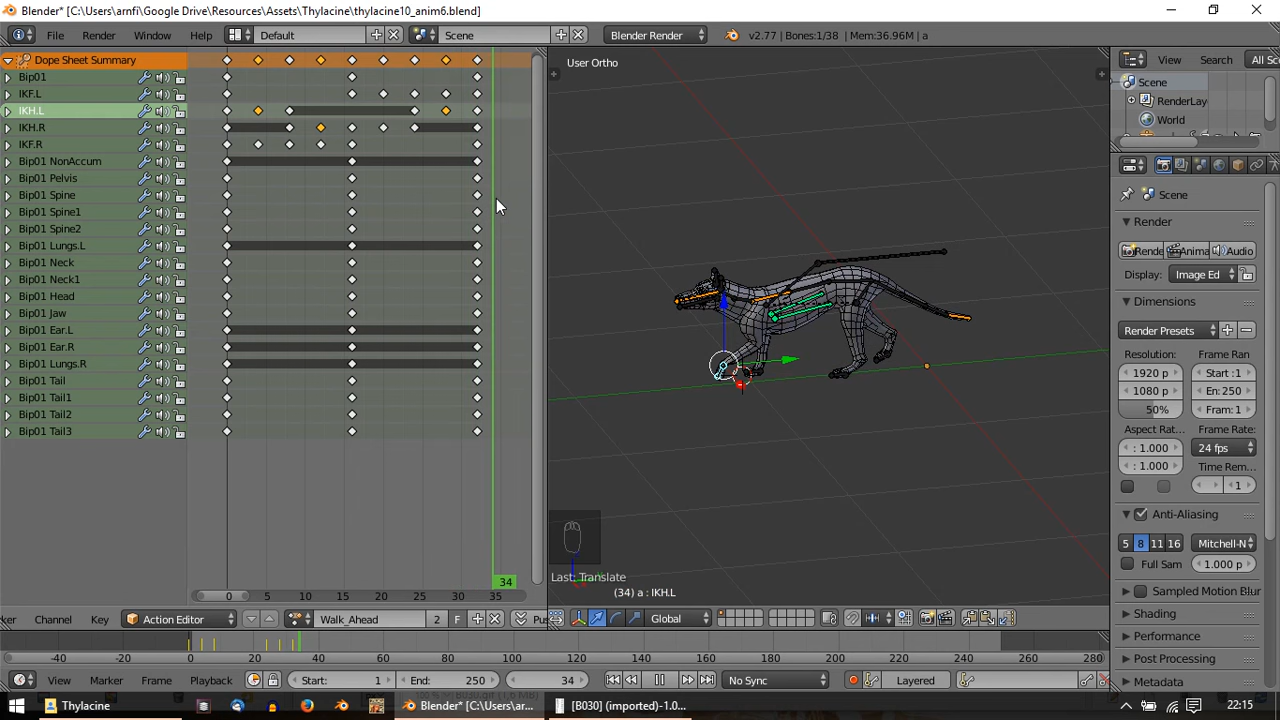 Blender* [C:\Users\arnfi\Google Drive\Resources\Assets\Thylacine\thylacine10_anim6.blend]
File Render Window Help Default Scene Blender Render v2.77 | Bones:1/38 | Mem:36.96M | a
Dope Sheet Summary
Bip01
IKF.L
IKH.L
IKH.R
IKF.R
Bip01 NonAccum
Bip01 Pelvis
Bip01 Spine
Bip01 Spine1
Bip01 Spine2
Bip01 Lungs.L
Bip01 Neck
Bip01 Neck1
Bip01 Head
Bip01 Jaw
Bip01 Ear.L
Bip01 Ear.R
Bip01 Lungs.R
Bip01 Tail
Bip01 Tail1
Bip01 Tail2
Bip01 Tail3
34
0 5 10 15 20 25 30 35
ker Channel Key Action Editor Walk_Ahead 2 F Pus
User Ortho
Last: Translate
(34) a : IKH.L
Global
View Search All Sc
Scene
RenderLay
World
Scene
Render
Rende Anima Audio
Display: Image Ed
Dimensions
Render Presets
Resolution: Frame Ran
1920 p Start :1
1080 p En: 250
50% Fram: 1
Aspect Rat... Frame Rate:
: 1.000 24 fps
: 1.000 Time Rem...
1
Anti-Aliasing
5 8 11 16 Mitchell-N
Full Sam 1.000 p
Sampled Motion Blur
Shading
Performance
Post Processing
Metadata
-40 -20 0 20 40 60 80 100 120 140 160 180 200 220 240 260 280
View Marker Frame Playback Start: 1 End: 250 34 No Sync Layered
Thylacine Blender* [C:\Users\ar... [B030] (imported)-1.0... 22:15